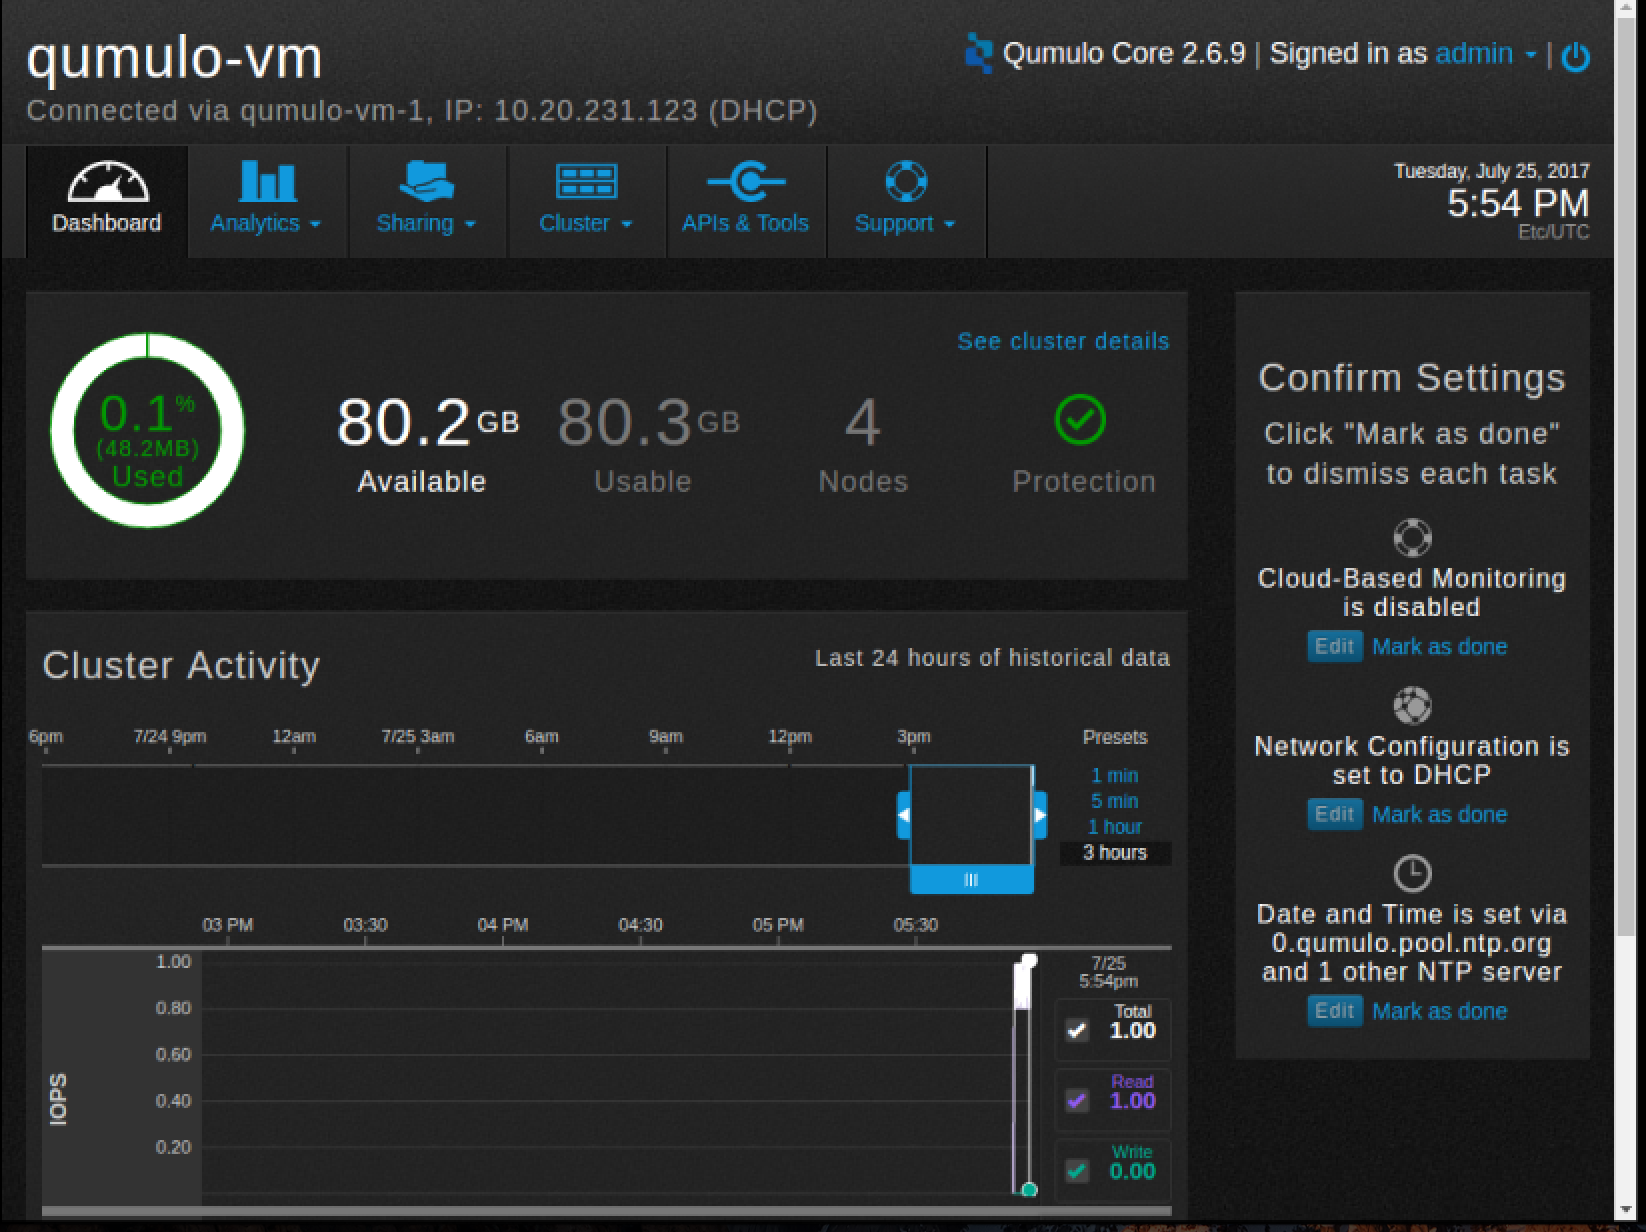 qumulo-vm
Qumulo Core 2.6.9 | Signed in as admin |
Connected via qumulo-vm-1, IP: 10.20.231.123 (DHCP)
Dashboard
Analytics
Sharing
Cluster
APIs & Tools
Support
Tuesday, July 25, 2017
5:54 PM
Etc/UTC
See cluster details
0.1%
(48.2MB)
Used
80.2GB
Available
80.3GB
Usable
4
Nodes
Protection
Cluster Activity
Last 24 hours of historical data
6pm
7/24 9pm
12am
7/25 3am
6am
9am
12pm
3pm
Presets
1 min
5 min
1 hour
3 hours
03 PM
03:30
04 PM
04:30
05 PM
05:30
IOPS
1.00
0.80
0.60
0.40
0.20
7/25
5:54pm
Total
1.00
Read
1.00
Write
0.00
Confirm Settings
Click "Mark as done"
to dismiss each task
Cloud-Based Monitoring
is disabled
Edit Mark as done
Network Configuration is
set to DHCP
Edit Mark as done
Date and Time is set via
0.qumulo.pool.ntp.org
and 1 other NTP server
Edit Mark as done